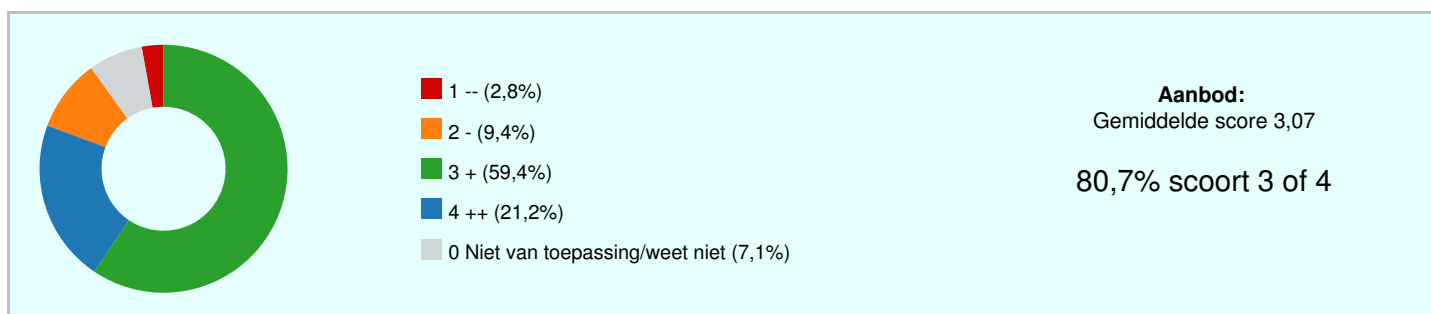 1 -- (2,8%)
2 - (9,4%)
3 + (59,4%)
4 ++ (21,2%)
0 Niet van toepassing/weet niet (7,1%)
Aanbod:
Gemiddelde score 3,07
80,7% scoort 3 of 4